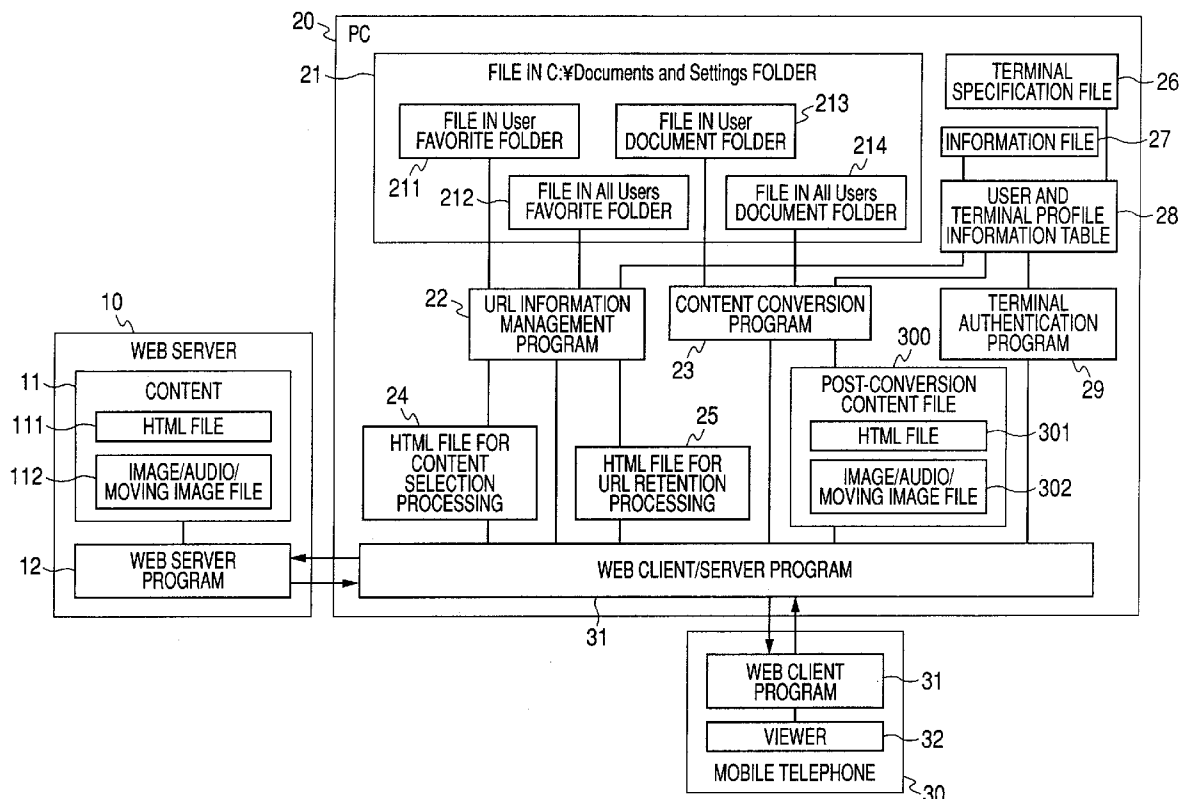 20
PC
21
FILE IN C:¥Documents and Settings FOLDER
FILE IN User
FAVORITE FOLDER
211
212
FILE IN All Users
FAVORITE FOLDER
213
FILE IN User
DOCUMENT FOLDER
214
FILE IN All Users
DOCUMENT FOLDER
TERMINAL
SPECIFICATION FILE
26
INFORMATION FILE
27
USER AND
TERMINAL PROFILE
INFORMATION TABLE
28
22
URL INFORMATION
MANAGEMENT
PROGRAM
CONTENT CONVERSION
PROGRAM
23
TERMINAL
AUTHENTICATION
PROGRAM
29
10
WEB SERVER
11
CONTENT
111
HTML FILE
112
IMAGE/AUDIO/
MOVING IMAGE FILE
12
WEB SERVER
PROGRAM
24
HTML FILE FOR
CONTENT
SELECTION
PROCESSING
25
HTML FILE FOR
URL RETENTION
PROCESSING
300
POST-CONVERSION
CONTENT FILE
HTML FILE
301
IMAGE/AUDIO/
MOVING IMAGE FILE
302
WEB CLIENT/SERVER PROGRAM
31
WEB CLIENT
PROGRAM
31
VIEWER
32
MOBILE TELEPHONE
30